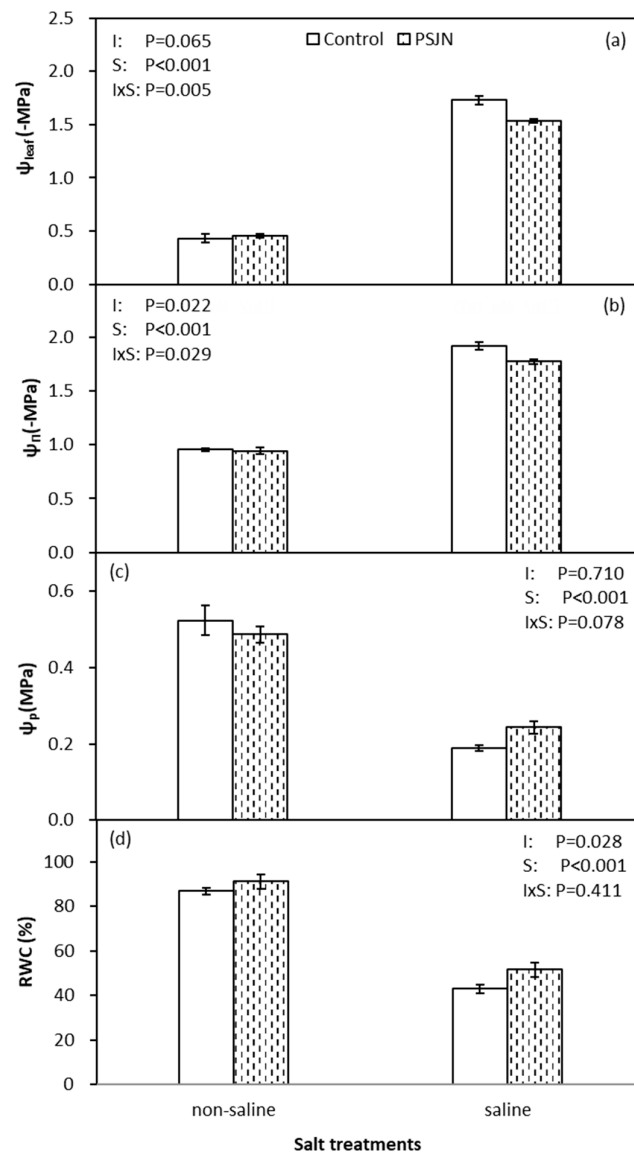 2.5
2.0
1.5
1.0
0.5
0.0
Ψleaf (-MPa)
I: P=0.065
S: P<0.001
IxS: P=0.005
Control PSJN
(a)
2.0
1.5
1.0
0.5
0.0
Ψπ(-MPa)
I: P=0.022
S: P<0.001
IxS: P=0.029
(b)
0.6
0.4
0.2
0.0
Ψp(MPa)
(c)
I: P=0.710
S: P<0.001
IxS: P=0.078
100
80
60
40
20
0
RWC (%)
(d)
I: P=0.028
S: P<0.001
IxS: P=0.411
non-saline saline
Salt treatments